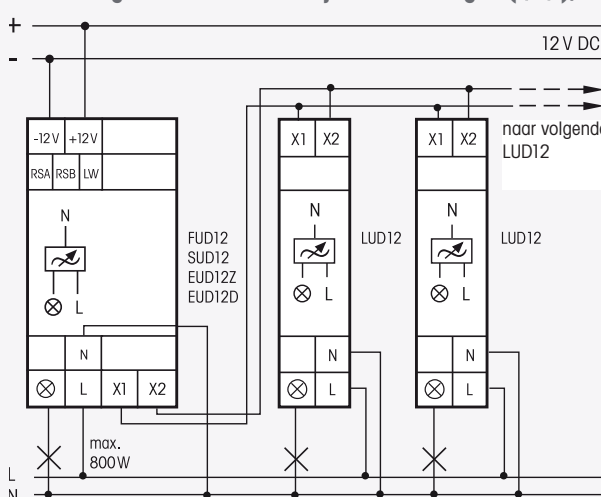 +
-
12 V DC
-12V +12V
RSA RSB LW
N
L
N
L X1 X2
FUD12
SUD12
EUD12Z
EUD12D
max.
800W
X1 X2
N
L
N
L
LUD12
X1 X2
N
L
N
L
LUD12
naar volgende
LUD12
L
N